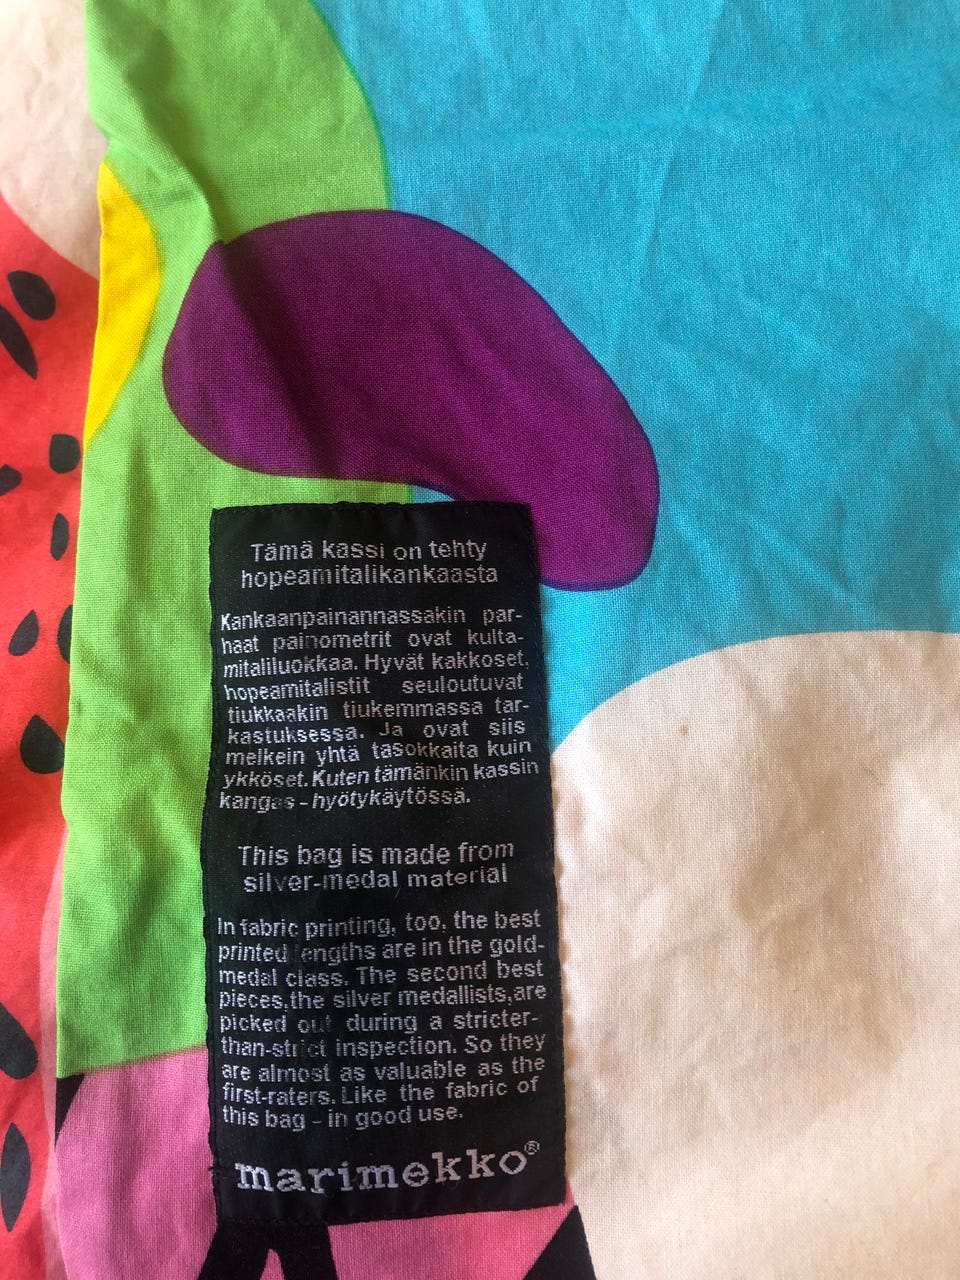 Tämä kassi on tehty
hopeamitalikankaasta
Kankaanpainannassakin par-
haat painometrit ovat kulta-
mitaliluokkaa. Hyvät kakkoset,
hopeamitalistit seuloutuvat
tiukkaakin tiukemmassa tar-
kastuksessa. Ja ovat siis
melkein yhtä tasokkaita kuin
ykköset. Kuten tämänkin kassin
kangas - hyötykäytössä.
This bag is made from
silver-medal material
In fabric printing, too, the best
printed lengths are in the gold-
medal class. The second best
pieces,the silver medallists,are
picked out during a stricter-
than-strict inspection. So they
are almost as valuable as the
first-raters. Like the fabric of
this bag - in good use.
marimekko®